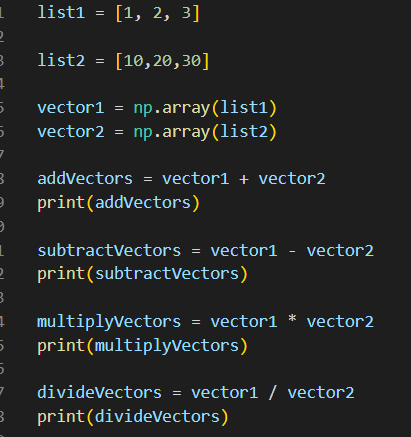 list1 = [1, 2, 3]
list2 = [10,20,30]
vector1 = np.array(list1)
vector2 = np.array(list2)
addVectors = vector1 + vector2
print(addVectors)
subtractVectors = vector1 - vector2
print(subtractVectors)
multiplyVectors = vector1 * vector2
print(multiplyVectors)
divideVectors = vector1 / vector2
print(divideVectors)